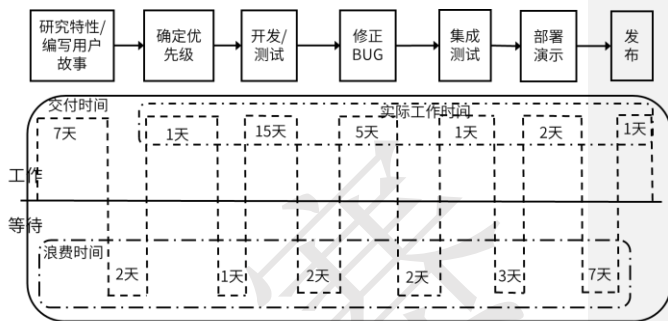 研究特性/
编写用户
故事
确定优
先级
开发/
测试
修正
BUG
集成
测试
部署
演示
发
布
交付时间
实际工作时间
7天
1天
15天
5天
1天
2天
1天
工作
等待
浪费时间
2天
1天
2天
2天
3天
7天